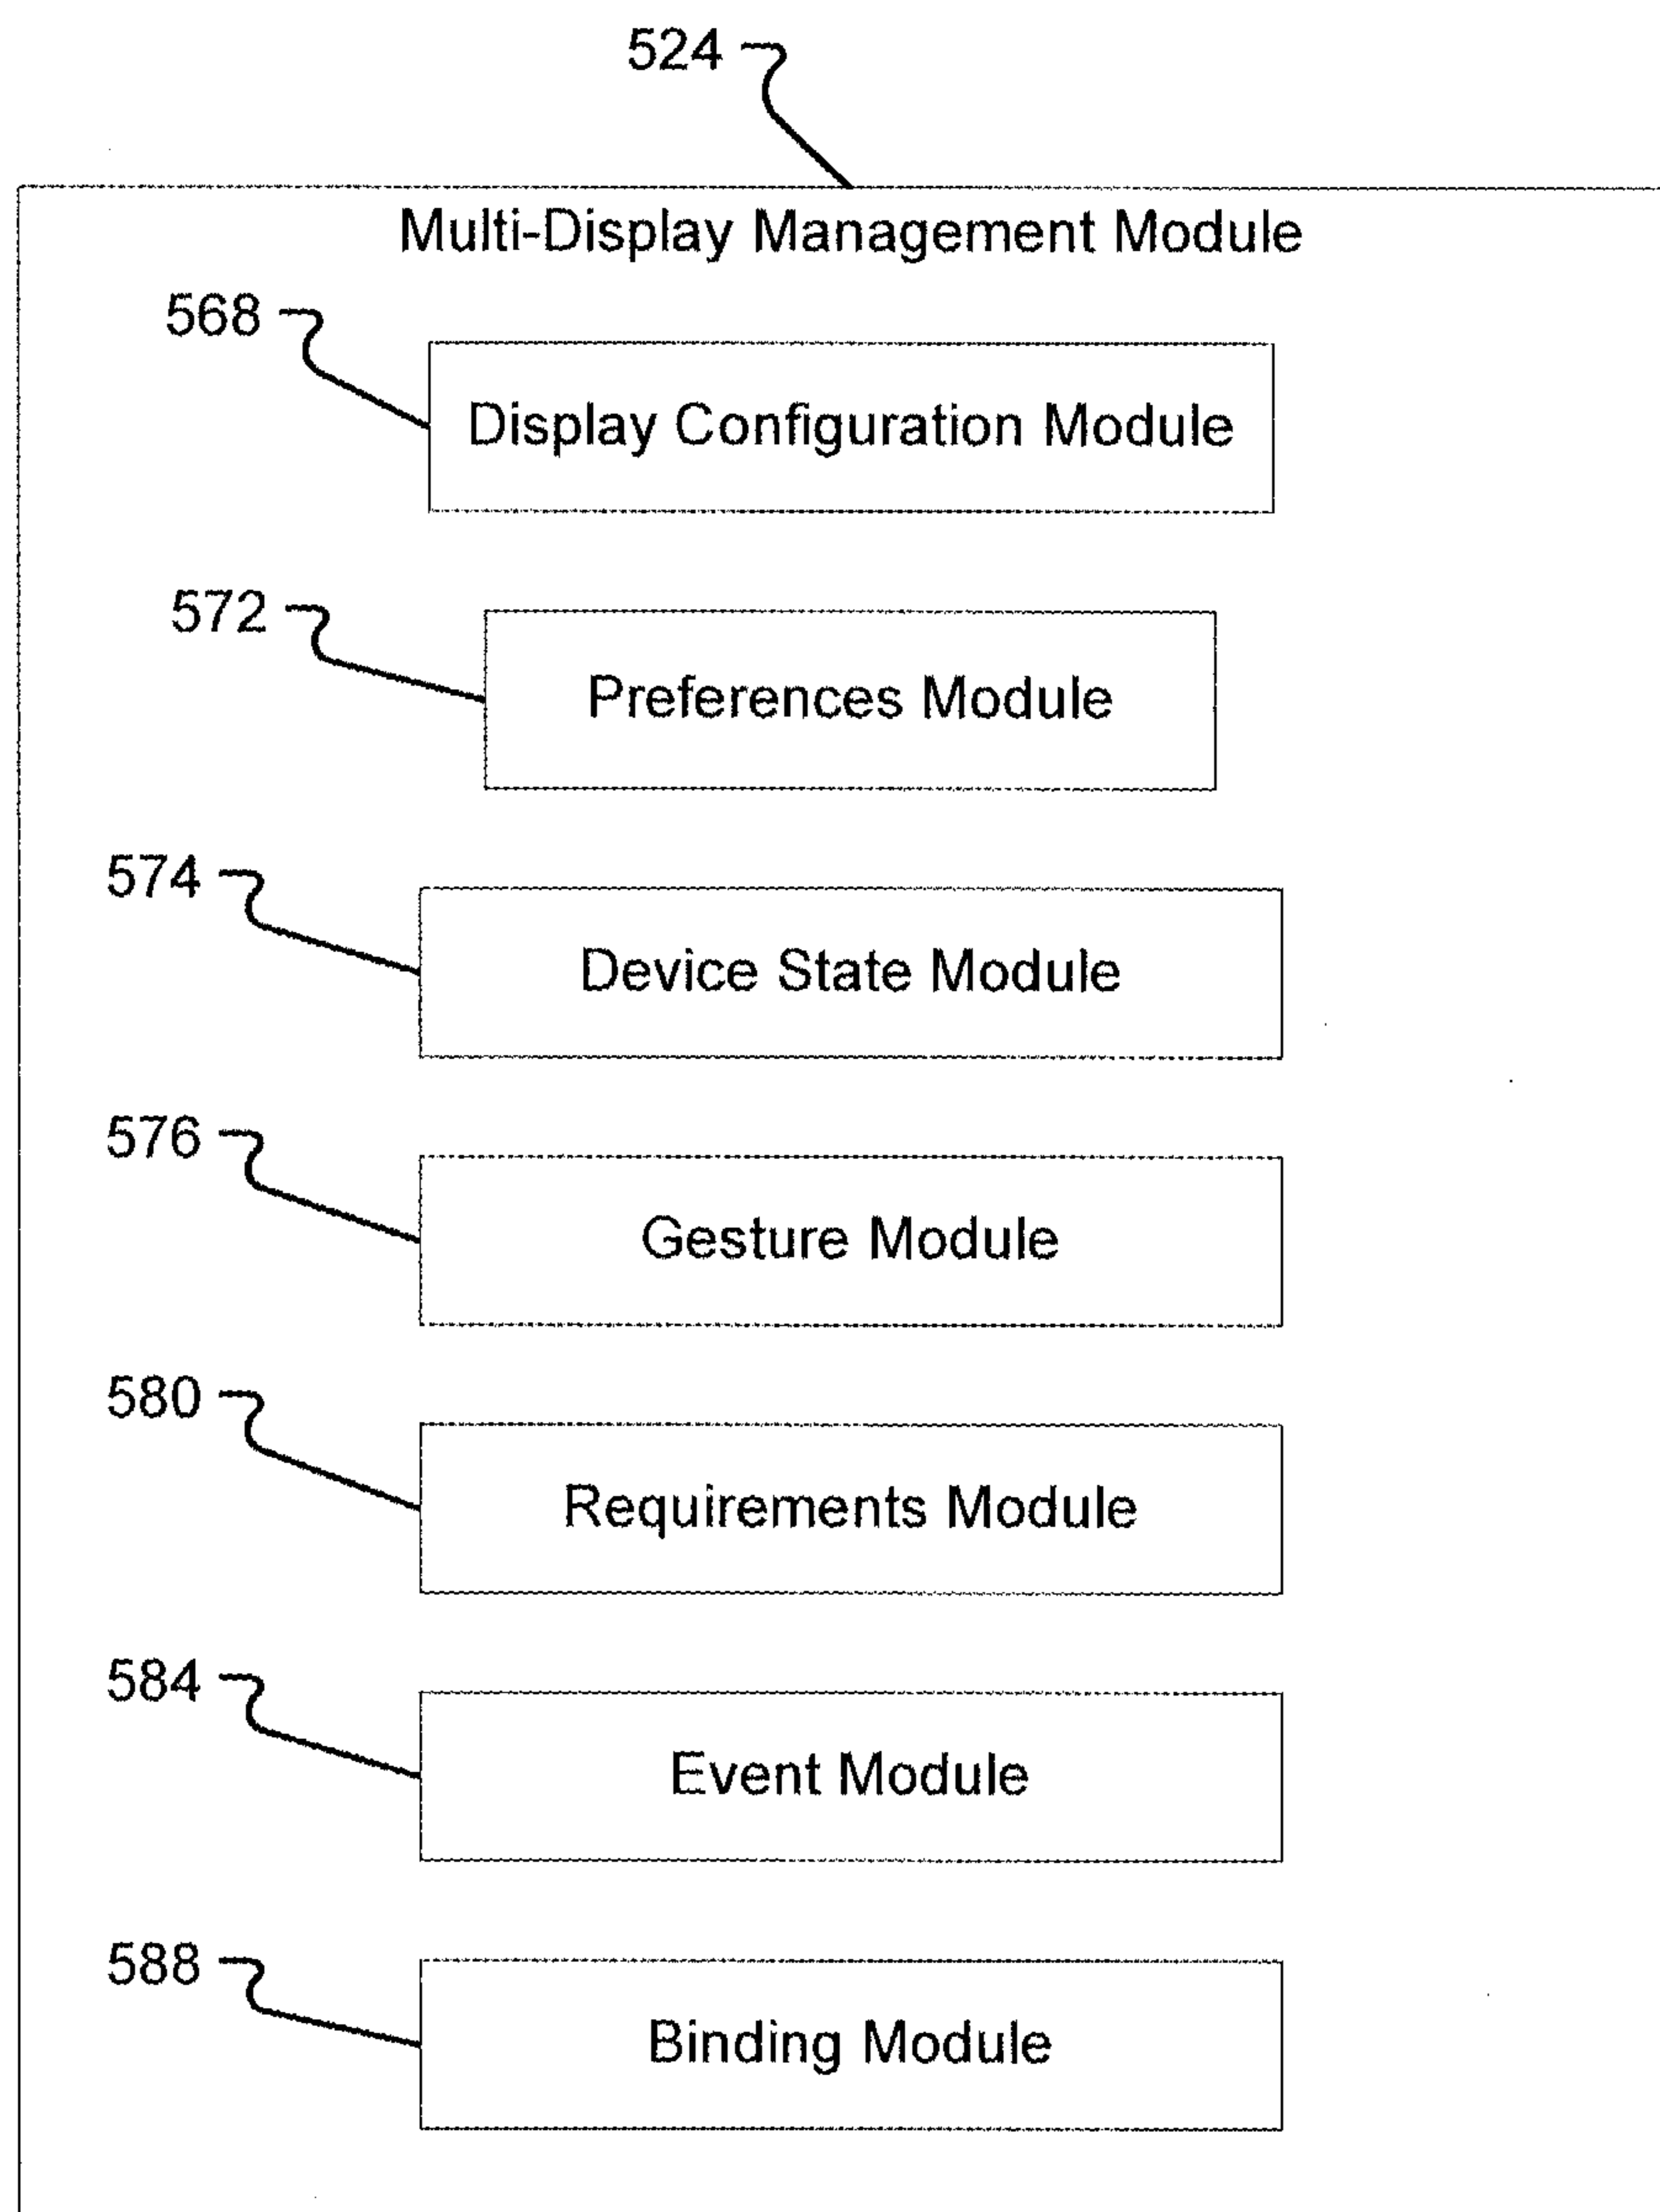 524
Multi-Display Management Module
568
Display Configuration Module
572
Preferences Module
574
Device State Module
576
Gesture Module
580
Requirements Module
584
Event Module
588
Binding Module